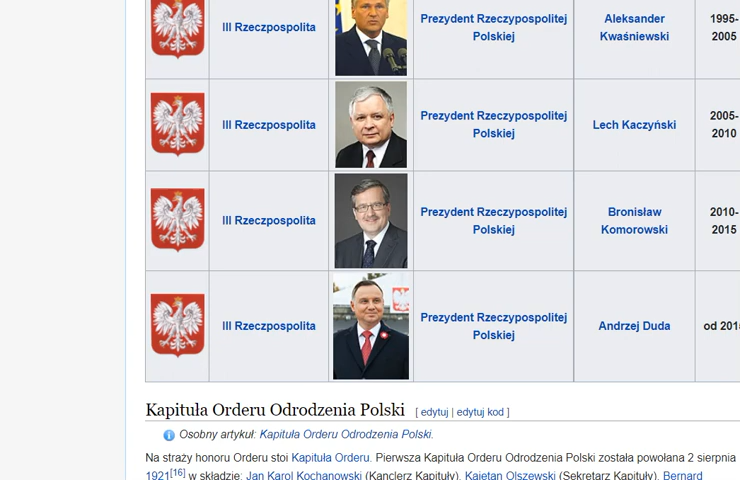 III Rzeczpospolita
Prezydent Rzeczypospolitej
Polskiej
Aleksander
Kwaśniewski
1995-
2005
III Rzeczpospolita
Prezydent Rzeczypospolitej
Polskiej
Lech Kaczyński
2005-
2010
III Rzeczpospolita
Prezydent Rzeczypospolitej
Polskiej
Bronisław
Komorowski
2010-
2015
III Rzeczpospolita
Prezydent Rzeczypospolitej
Polskiej
Andrzej Duda
od
Kapituła Orderu Odrodzenia Polski [ edytuj | edytuj kod ]
Osobny artykuł: Kapituła Orderu Odrodzenia Polski.
Na straży honoru Orderu stoi Kapituła Orderu. Pierwsza Kapituła Orderu Odrodzenia Polski została powołana 2 sierpnia
1921[16] w składzie: Jan Karol Kochanowski (Kanclerz Kapituły), Kajetan Olszewski (Sekretarz Kapituły), Bernard